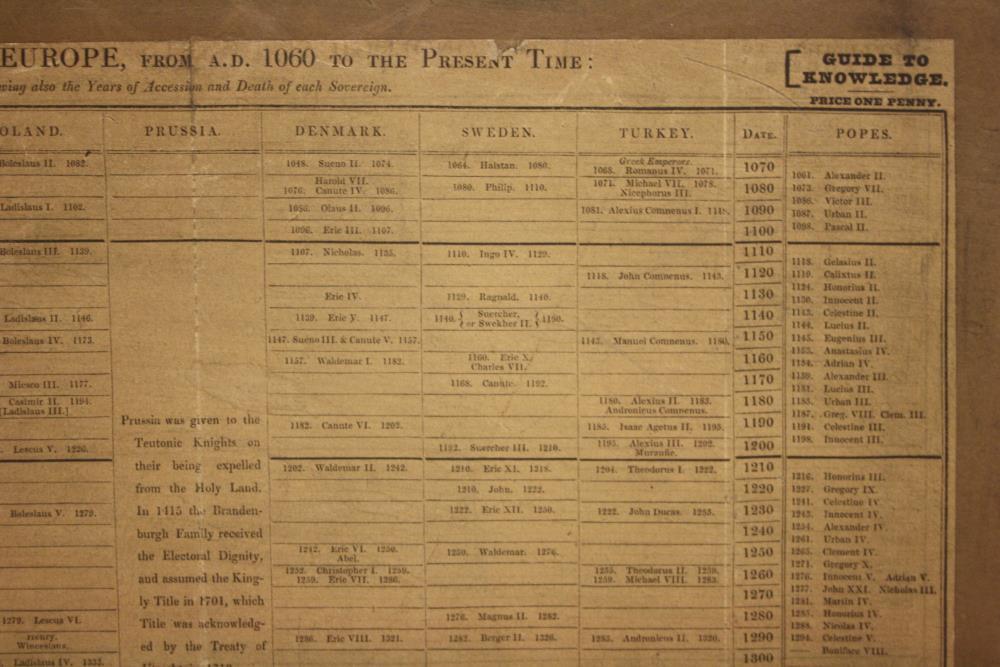 EUROPE, FROM A.D. 1060 TO THE PRESENT TIME:
also the Years of Accession and Death of each Sovereign.
GUIDE TO
KNOWLEDGE.
PRICE ONE PENNY.
OLAND.
Boleslaus II. 1082.
Ladislaus I. 1102.
Boleslaus III. 1139.
Ladislaus II. 1146.
Boleslaus IV. 1173.
Miesco III. 1177.
Casimir II. 1194.
[Ladislaus III.]
Lescus V. 1226.
Boleslaus V. 1279.
1279. Lescus VI.
Henry.
Winceslaus.
Ladislaus IV. 1333.
PRUSSIA.
Prussia was given to the
Teutonic Knights on
their being expelled
from the Holy Land.
In 1415 the Branden-
burgh Family received
the Electoral Dignity,
and assumed the King-
ly Title in 1701, which
Title was acknowledg-
ed by the Treaty of
DENMARK.
1048. Sueno II. 1074.
Harold VII.
1076. Canute IV. 1086.
1086. Olaus II. 1096.
1096. Eric III. 1107.
1107. Nicholas. 1135.
Eric IV.
1139. Eric V. 1147.
1147. Sueno III. & Canute V. 1157.
1157. Waldemar I. 1182.
1182. Canute VI. 1202.
1202. Waldemar II. 1242.
1242. Eric VI. 1250.
Abel.
1252. Christopher I. 1259.
1259. Eric VII. 1286.
1286. Eric VIII. 1321.
SWEDEN.
1064. Halstan. 1080.
1080. Philip. 1110.
1110. Ingo IV. 1129.
1129. Ragnald. 1140.
1140. { Suercher, or Swekher II. } 1160.
1160. Eric X.
Charles VII.
1168. Canute. 1192.
1192. Suercher III. 1210.
1210. Eric XI. 1218.
1210. John. 1222.
1222. Eric XII. 1250.
1250. Waldemar. 1276.
1276. Magnus II. 1282.
1282. Berger II. 1326.
TURKEY.
Greek Emperors.
1068. Romanus IV. 1071.
1071. Michael VII. 1078.
Nicephorus III.
1081. Alexius Comnenus I.
1118. John Comnenus. 1143.
1143. Manuel Comnenus. 1180.
1180. Alexius II. 1183.
Andronicus Comnenus.
1185. Isaac Agetus II. 1195.
1195. Alexius III. 1202.
Murzufle.
1204. Theodorus I. 1222.
1222. John Ducas. 1255.
1255. Theodorus II. 1259.
1259. Michael VIII. 1283.
1283. Andronicus II. 1320.
DATE.
1070
1080
1090
1100
1110
1120
1130
1140
1150
1160
1170
1180
1190
1200
1210
1220
1230
1240
1250
1260
1270
1280
1290
1300
POPES.
1061. Alexander II.
1073. Gregory VII.
1086. Victor III.
1087. Urban II.
1098. Pascal II.
1118. Gelasius II.
1119. Calixtus II.
1124. Honorius II.
1130. Innocent II.
1143. Celestine II.
1144. Lucius II.
1145. Eugenius III.
1153. Anastasius IV.
1154. Adrian IV.
1159. Alexander III.
1181. Lucius III.
1185. Urban III.
1187. Greg. VIII. Clem. III.
1191. Celestine III.
1198. Innocent III.
1216. Honorius III.
1227. Gregory IX.
1241. Celestine IV.
1243. Innocent IV.
1254. Alexander IV.
1261. Urban IV.
1265. Clement IV.
1271. Gregory X.
1276. Innocent V. Adrian V.
1277. John XXI. Nicholas III.
1281. Martin IV.
1285. Honorius IV.
1288. Nicolas IV.
1294. Celestine V.
— Boniface VIII.